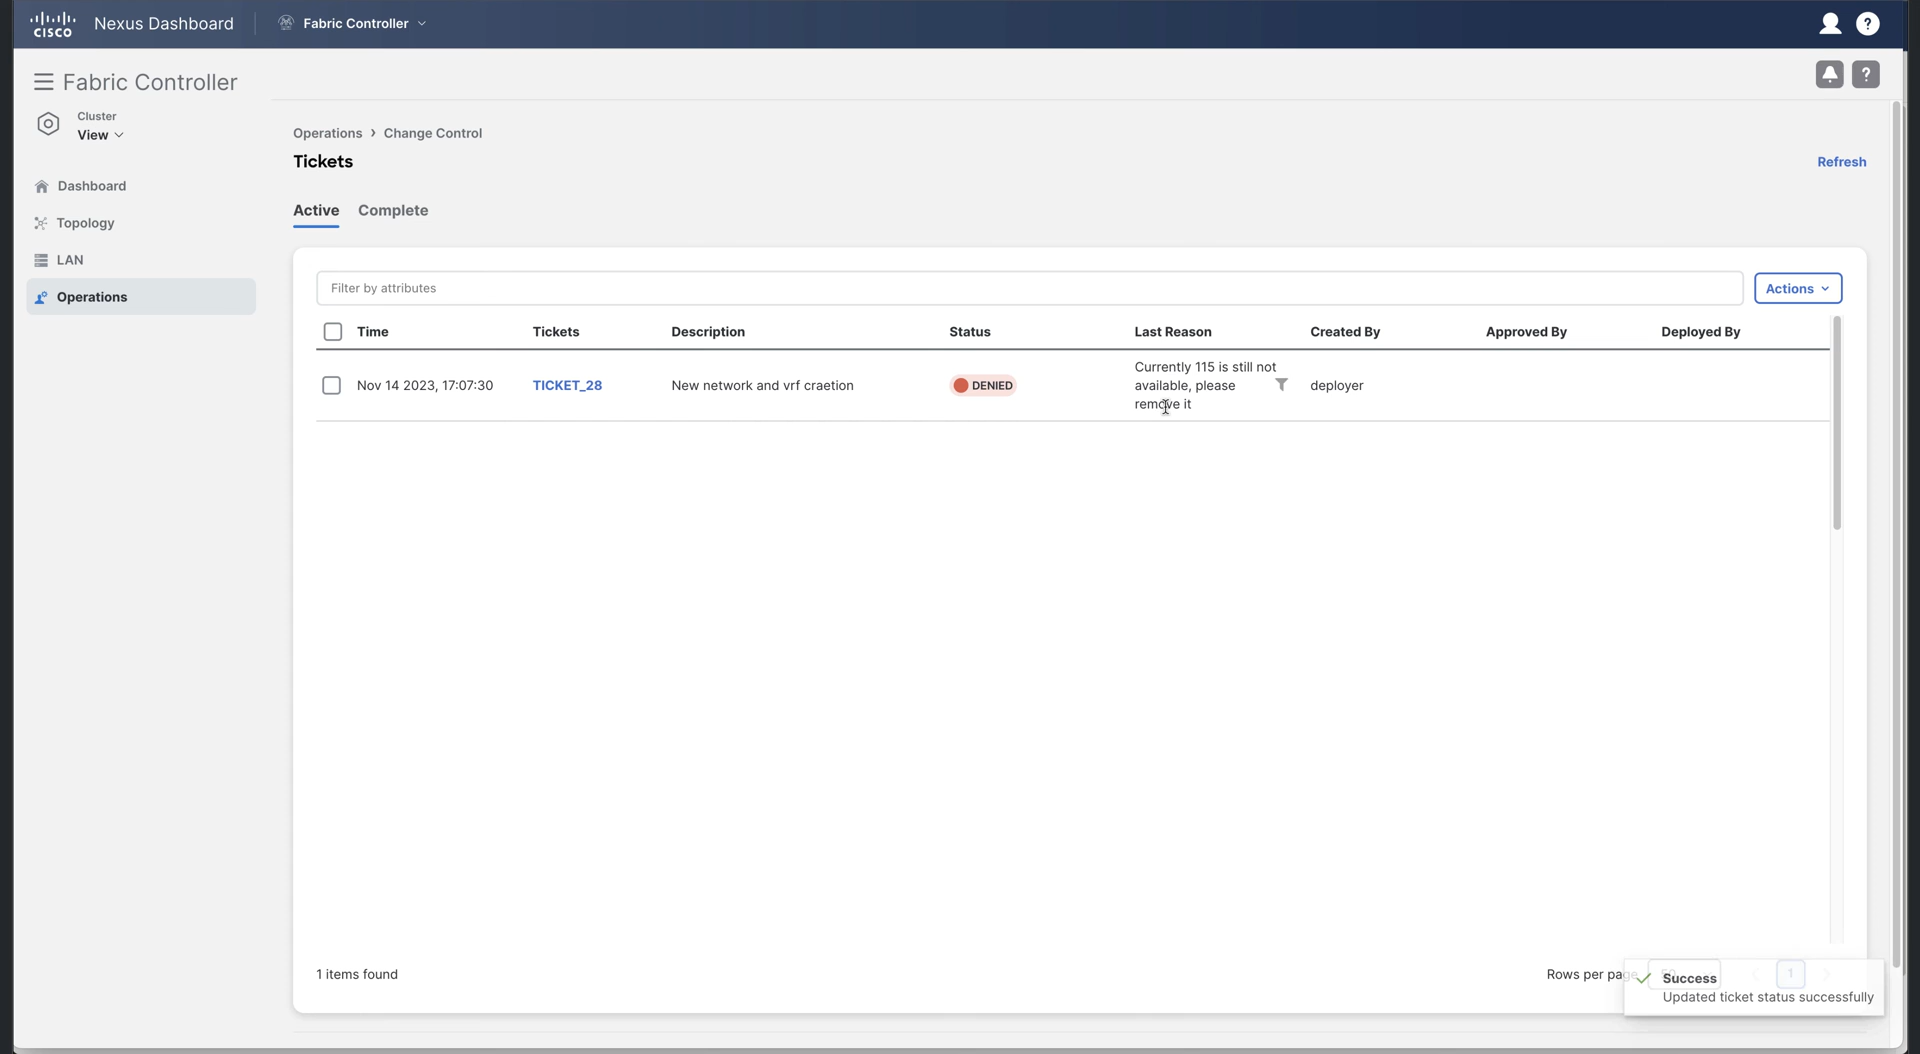 cisco Nexus Dashboard Fabric Controller ?
Fabric Controller ?
Cluster
View
Dashboard
Topology
LAN
Operations
Operations › Change Control
Tickets Refresh
Active Complete
Filter by attributes Actions
Time Tickets Description Status Last Reason Created By Approved By Deployed By
Nov 14 2023, 17:07:30 TICKET_28 New network and vrf craetion DENIED Currently 115 is still not
available, please
remove it deployer
1 items found Rows per page 1
Success
Updated ticket status successfully